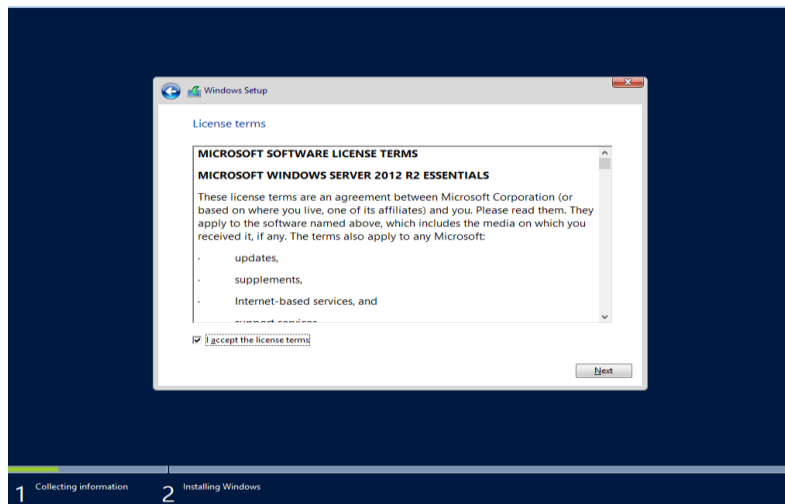 Windows Setup
License terms
MICROSOFT SOFTWARE LICENSE TERMS
MICROSOFT WINDOWS SERVER 2012 R2 ESSENTIALS
These license terms are an agreement between Microsoft Corporation (or
based on where you live, one of its affiliates) and you. Please read them. They
apply to the software named above, which includes the media on which you
received it, if any. The terms also apply to any Microsoft:
· updates,
· supplements,
· Internet-based services, and
· support services
I accept the license terms
Next
1 Collecting information
2 Installing Windows